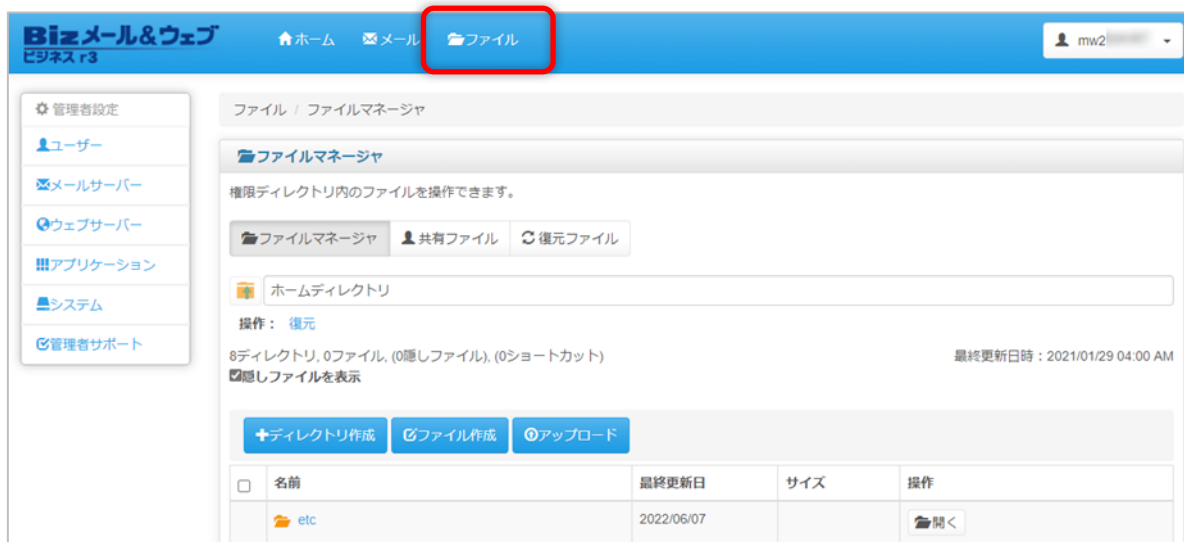 Bizメール&ウェブ
ビジネス r3
ホーム メール ファイル
mw2
管理者設定
ユーザー
メールサーバー
ウェブサーバー
アプリケーション
システム
管理者サポート
ファイル / ファイルマネージャ
ファイルマネージャ
権限ディレクトリ内のファイルを操作できます。
ファイルマネージャ 共有ファイル 復元ファイル
ホームディレクトリ
操作: 復元
8ディレクトリ, 0ファイル, (0隠しファイル), (0ショートカット) 最終更新日時:2021/01/29 04:00 AM
隠しファイルを表示
ディレクトリ作成 ファイル作成 アップロード
名前 最終更新日 サイズ 操作
etc 2022/06/07 開く